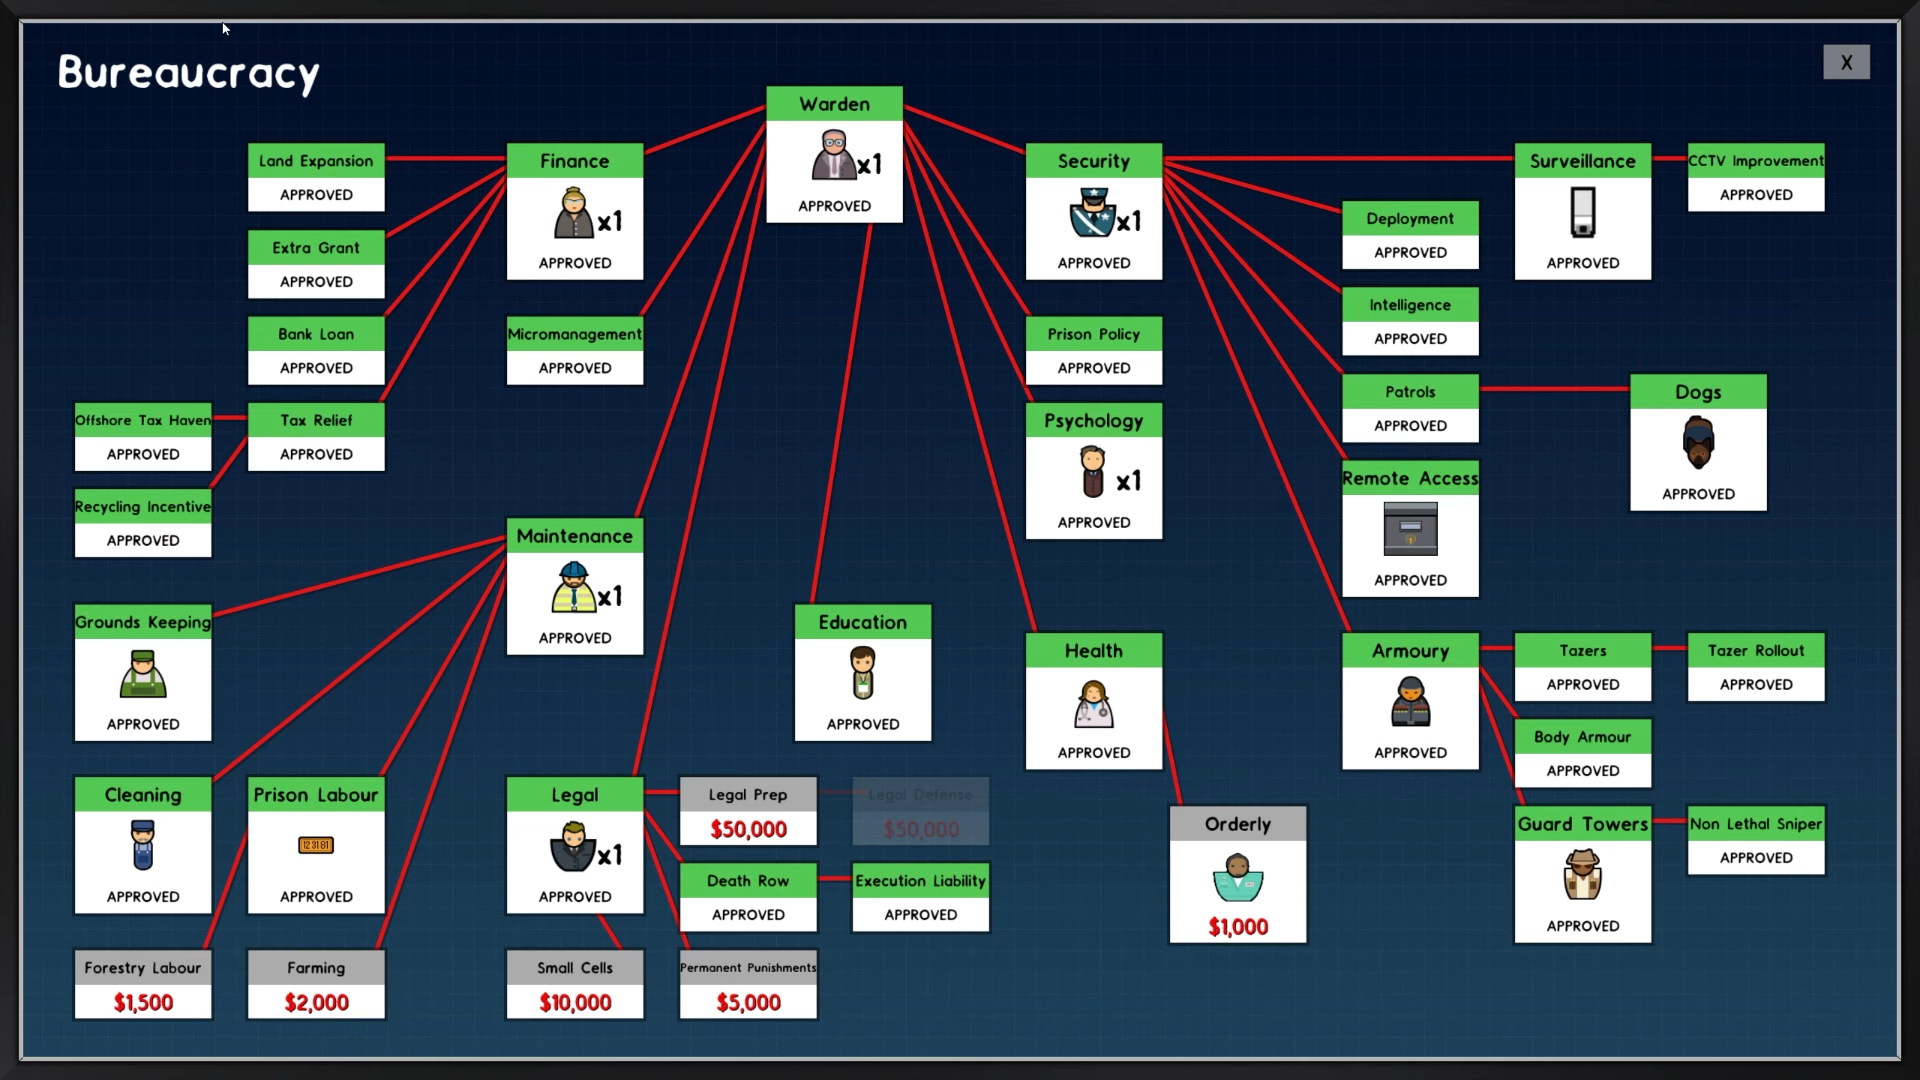 Bureaucracy
X
Warden
x1
APPROVED
Land Expansion
APPROVED
Finance
x1
APPROVED
Security
x1
APPROVED
Surveillance
APPROVED
CCTV Improvement
APPROVED
Deployment
APPROVED
Extra Grant
APPROVED
Intelligence
APPROVED
Bank Loan
APPROVED
Micromanagement
APPROVED
Prison Policy
APPROVED
Patrols
APPROVED
Dogs
APPROVED
Offshore Tax Haven
APPROVED
Tax Relief
APPROVED
Psychology
x1
APPROVED
Remote Access
APPROVED
Recycling Incentive
APPROVED
Maintenance
x1
APPROVED
Grounds Keeping
APPROVED
Education
APPROVED
Health
APPROVED
Armoury
APPROVED
Tazers
APPROVED
Tazer Rollout
APPROVED
Body Armour
APPROVED
Cleaning
APPROVED
Prison Labour
123181
APPROVED
Legal
x1
APPROVED
Legal Prep
$50,000
Legal Defense
$50,000
Death Row
APPROVED
Execution Liability
APPROVED
Orderly
$1,000
Guard Towers
APPROVED
Non Lethal Sniper
APPROVED
Forestry Labour
$1,500
Farming
$2,000
Small Cells
$10,000
Permanent Punishments
$5,000